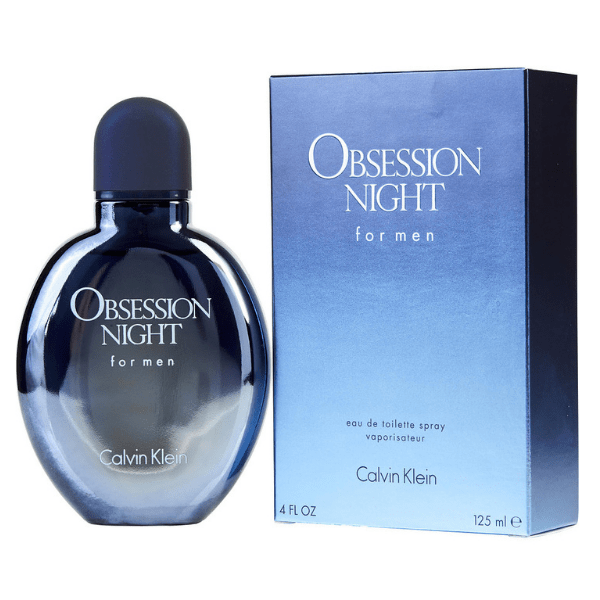 OBSESSION
NIGHT
for men
Calvin Klein
OBSESSION
NIGHT
for men
eau de toilette spray
vaporisateur
Calvin Klein
4 FL OZ
125 ml ℮